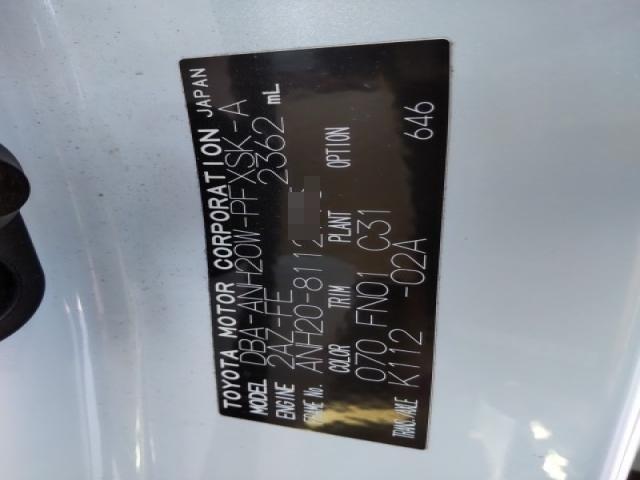 TOYOTA MOTOR CORPORATION JAPAN
MODEL DBA-ANH20W-PFXSK-A
ENGINE 2AZ-FE 2362 mL
FRAME No. ANH20-8112
COLOR TRIM PLANT OPTION
070 FN01 C31
TRANS./AXLE K112 -02A 646